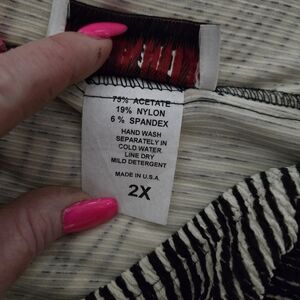 75% ACETATE
19% NYLON
6% SPANDEX
HAND WASH
SEPARATELY IN
COLD WATER
LINE DRY
MILD DETERGENT
MADE IN U.S.A.
2X